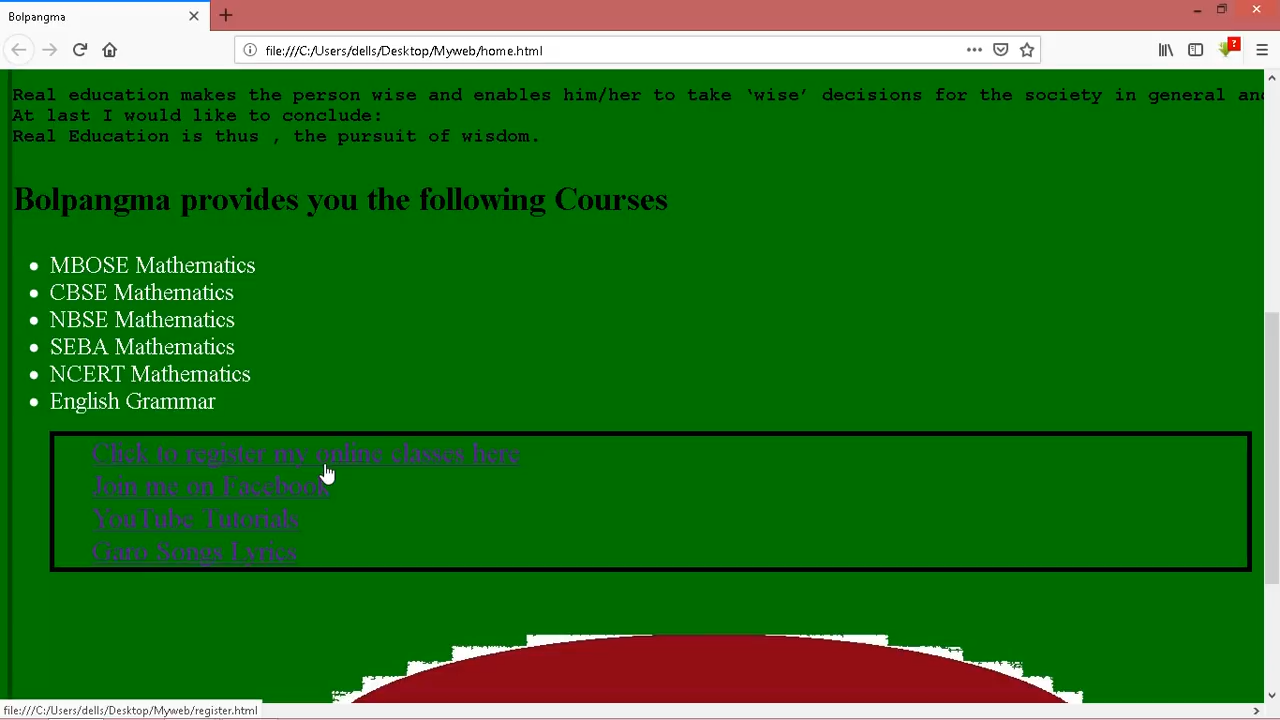 Bolpangma
file:///C:/Users/dells/Desktop/Myweb/home.html
Real education makes the person wise and enables him/her to take ‘wise’ decisions for the society in general and
At last I would like to conclude:
Real Education is thus , the pursuit of wisdom.
Bolpangma provides you the following Courses
MBOSE Mathematics
CBSE Mathematics
NBSE Mathematics
SEBA Mathematics
NCERT Mathematics
English Grammar
Click to register my online classes here
Join me on Facebook
YouTube Tutorials
Garo Songs Lyrics
file:///C:/Users/dells/Desktop/Myweb/register.html